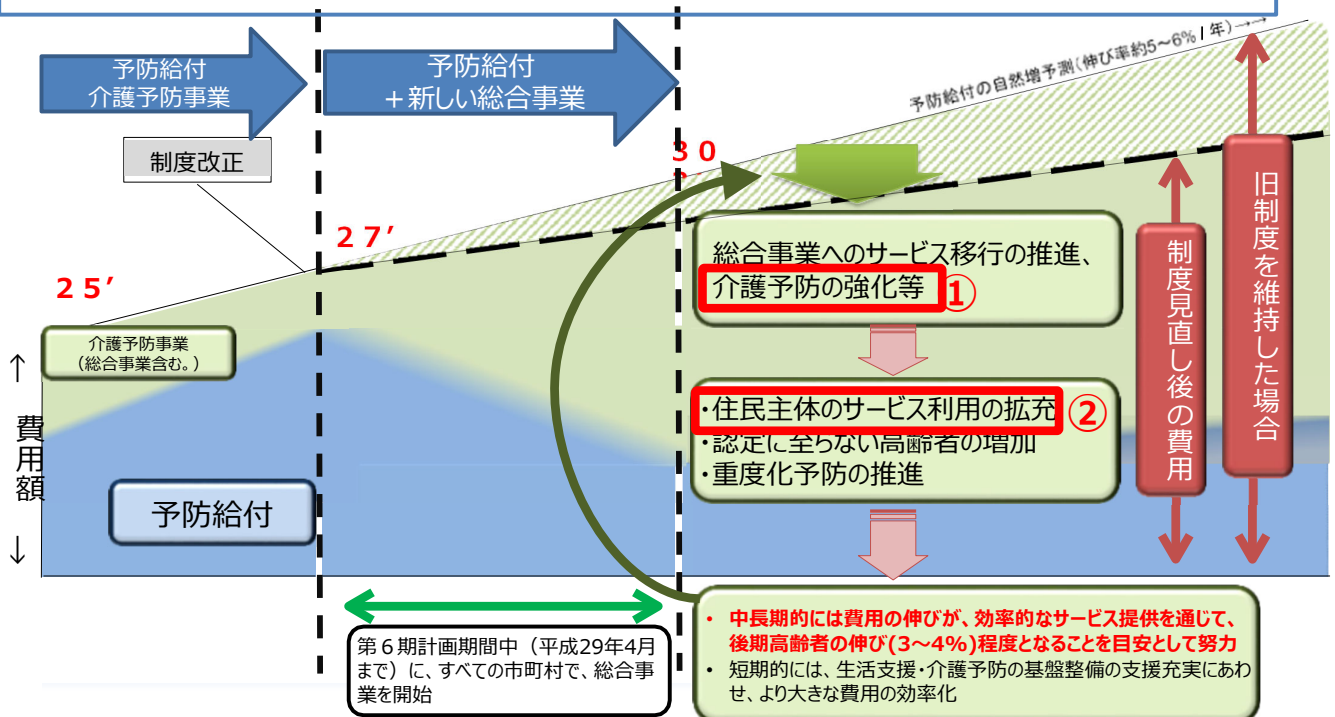 予防給付
介護予防事業
予防給付
＋新しい総合事業
予防給付の自然増予測(伸び率約5～6% / 年)→→
制度改正
30
27′
25′
総合事業へのサービス移行の推進、
介護予防の強化等
①
介護予防事業
(総合事業含む。)
・住民主体のサービス利用の拡充
②
・認定に至らない高齢者の増加
・重度化予防の推進
制度見直し後の費用
旧制度を維持した場合
↑
費用額
↓
予防給付
第６期計画期間中（平成29年4月
まで）に、すべての市町村で、総合事
業を開始
• 中長期的には費用の伸びが、効率的なサービス提供を通じて、
後期高齢者の伸び(3～4%)程度となることを目安として努力
• 短期的には、生活支援・介護予防の基盤整備の支援充実にあわ
せ、より大きな費用の効率化